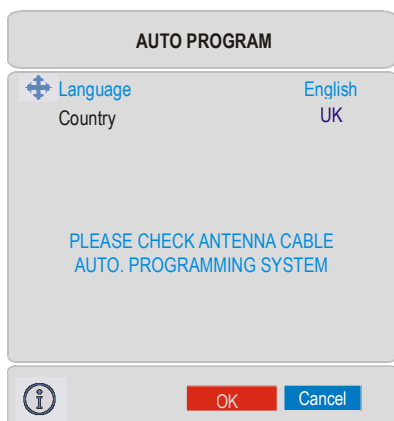 AUTO PROGRAM
Language English
Country UK
PLEASE CHECK ANTENNA CABLE
AUTO. PROGRAMMING SYSTEM
i OK Cancel